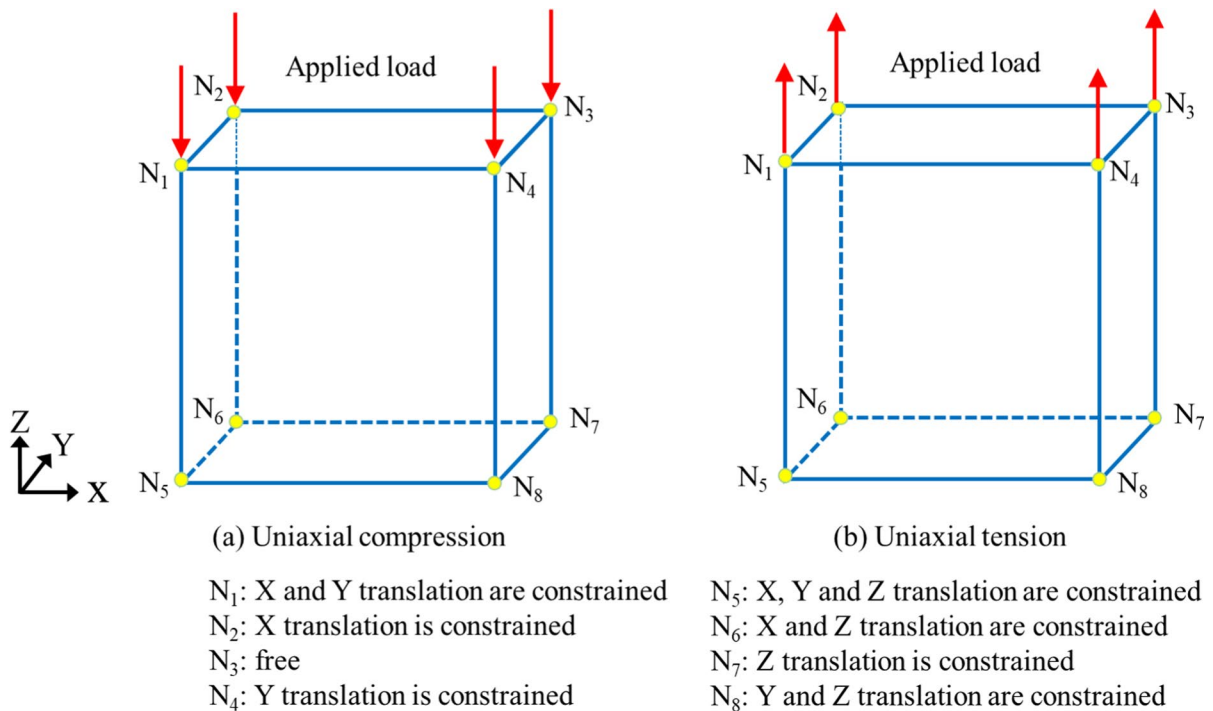 Applied load
N₂
N₃
N₁
N₄
N₆
N₇
N₅
N₈
Z
Y
X
(a) Uniaxial compression
Applied load
N₂
N₃
N₁
N₄
N₆
N₇
N₅
N₈
(b) Uniaxial tension
N₁: X and Y translation are constrained
N₂: X translation is constrained
N₃: free
N₄: Y translation is constrained
N₅: X, Y and Z translation are constrained
N₆: X and Z translation are constrained
N₇: Z translation is constrained
N₈: Y and Z translation are constrained